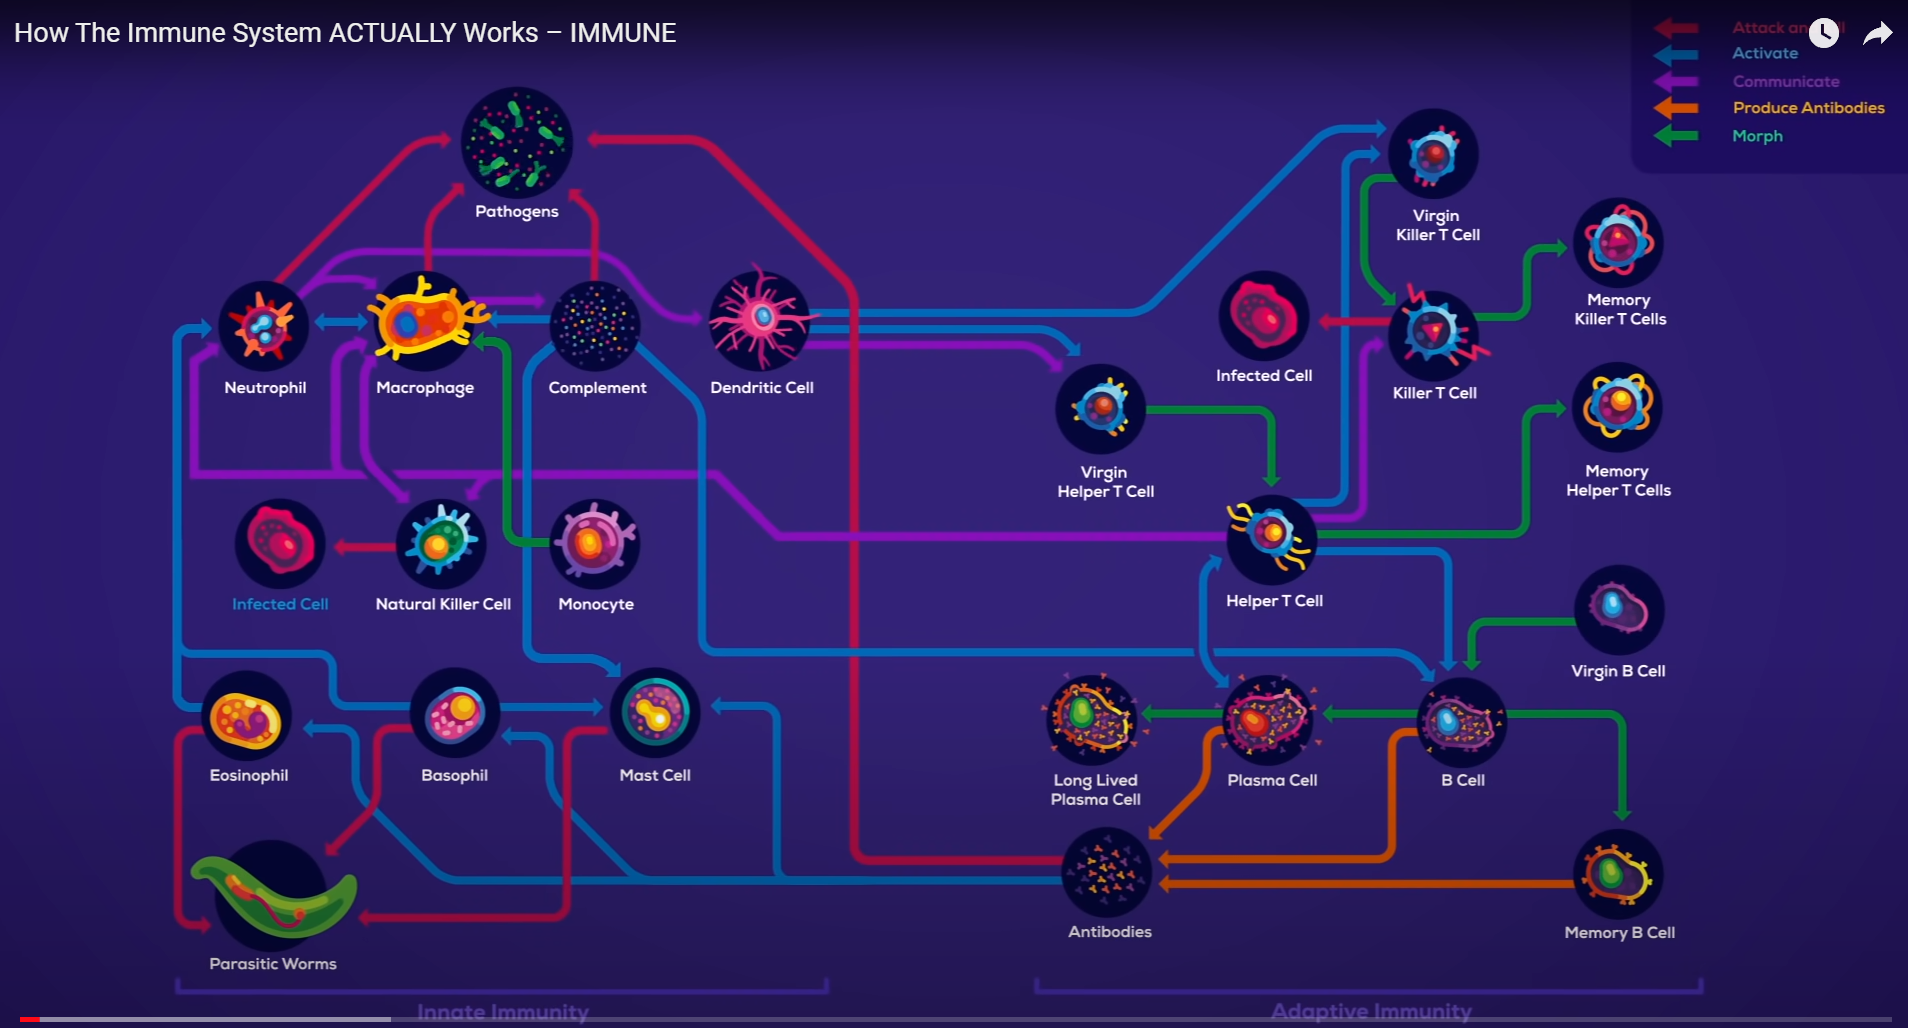 How The Immune System ACTUALLY Works – IMMUNE
Attack an
Activate
Communicate
Produce Antibodies
Morph
Pathogens
Virgin
Killer T Cell
Memory
Killer T Cells
Neutrophil
Macrophage
Complement
Dendritic Cell
Infected Cell
Killer T Cell
Virgin
Helper T Cell
Memory
Helper T Cells
Infected Cell
Natural Killer Cell
Monocyte
Helper T Cell
Virgin B Cell
Eosinophil
Basophil
Mast Cell
Long Lived
Plasma Cell
Plasma Cell
B Cell
Parasitic Worms
Antibodies
Memory B Cell
Innate Immunity
Adaptive Immunity